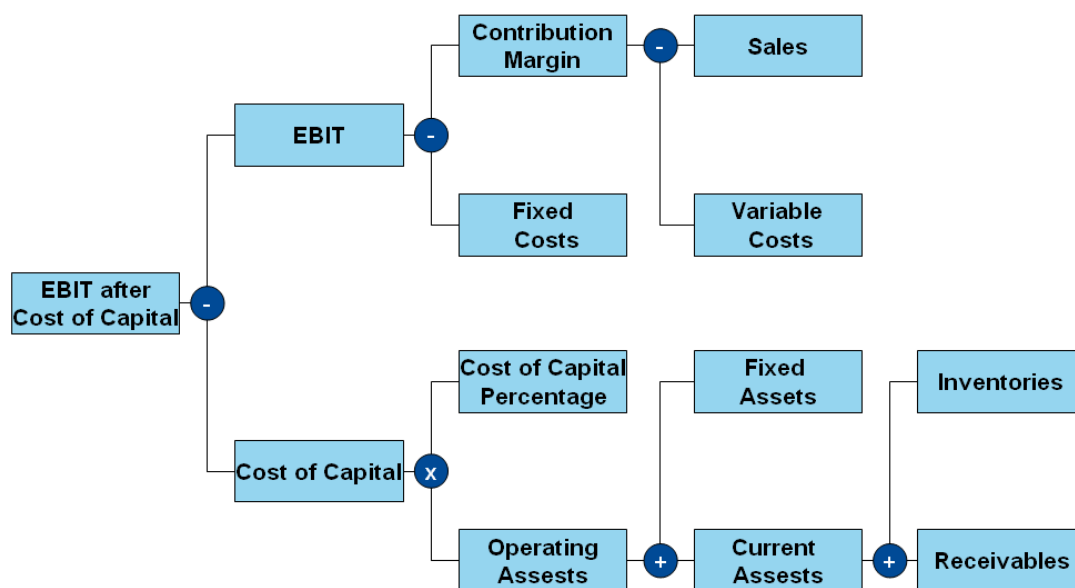 Contribution
Margin
-
Sales
EBIT
-
Fixed
Costs
Variable
Costs
EBIT after
Cost of Capital
-
Cost of Capital
Percentage
Fixed
Assets
Inventories
Cost of Capital
x
Operating
Assests
+
Current
Assests
+
Receivables